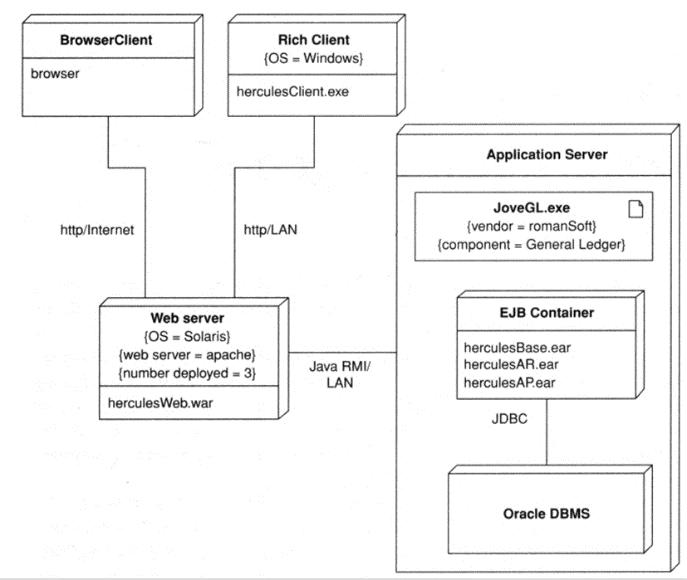 BrowserClient
browser
Rich Client
{OS = Windows}
herculesClient.exe
http/Internet
http/LAN
Web server
{OS = Solaris}
{web server = apache}
{number deployed = 3}
herculesWeb.war
Java RMI/
LAN
Application Server
JoveGL.exe
{vendor = romanSoft}
{component = General Ledger}
EJB Container
herculesBase.ear
herculesAR.ear
herculesAP.ear
JDBC
Oracle DBMS